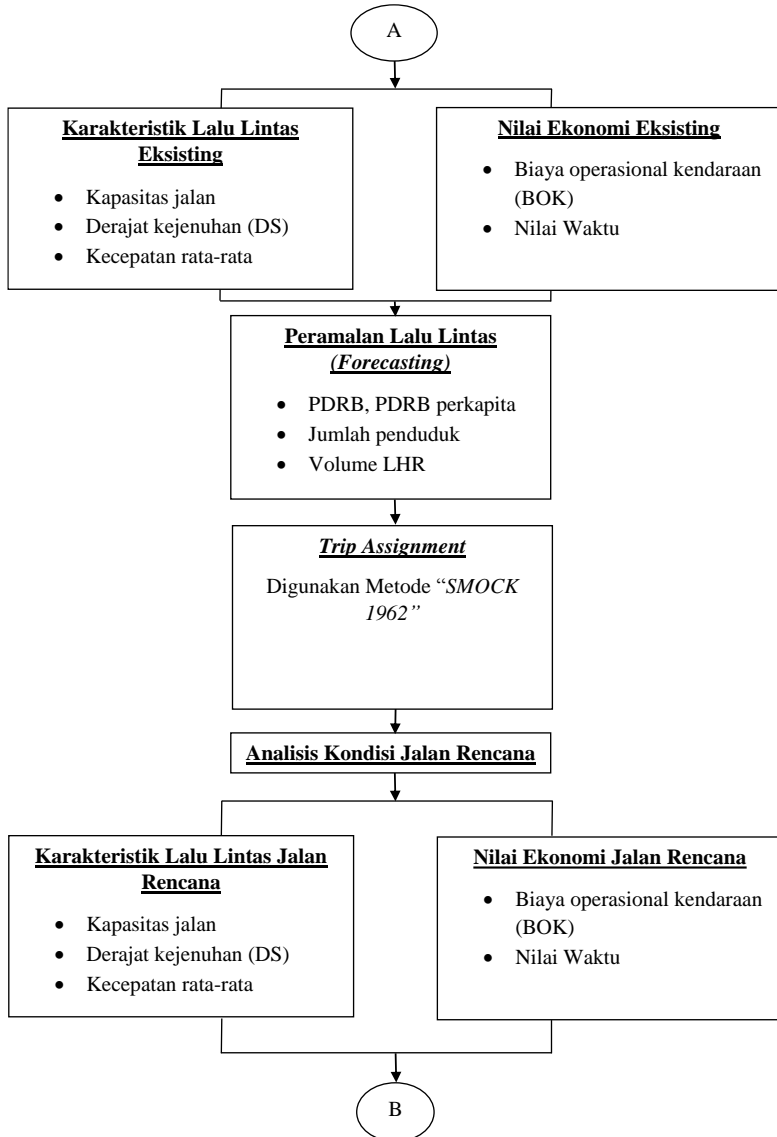 A
Karakteristik Lalu Lintas
Eksisting
• Kapasitas jalan
• Derajat kejenuhan (DS)
• Kecepatan rata-rata
Nilai Ekonomi Eksisting
• Biaya operasional kendaraan
(BOK)
• Nilai Waktu
Peramalan Lalu Lintas
(Forecasting)
• PDRB, PDRB perkapita
• Jumlah penduduk
• Volume LHR
Trip Assignment
Digunakan Metode “SMOCK
1962”
Analisis Kondisi Jalan Rencana
Karakteristik Lalu Lintas Jalan
Rencana
• Kapasitas jalan
• Derajat kejenuhan (DS)
• Kecepatan rata-rata
Nilai Ekonomi Jalan Rencana
• Biaya operasional kendaraan
(BOK)
• Nilai Waktu
B